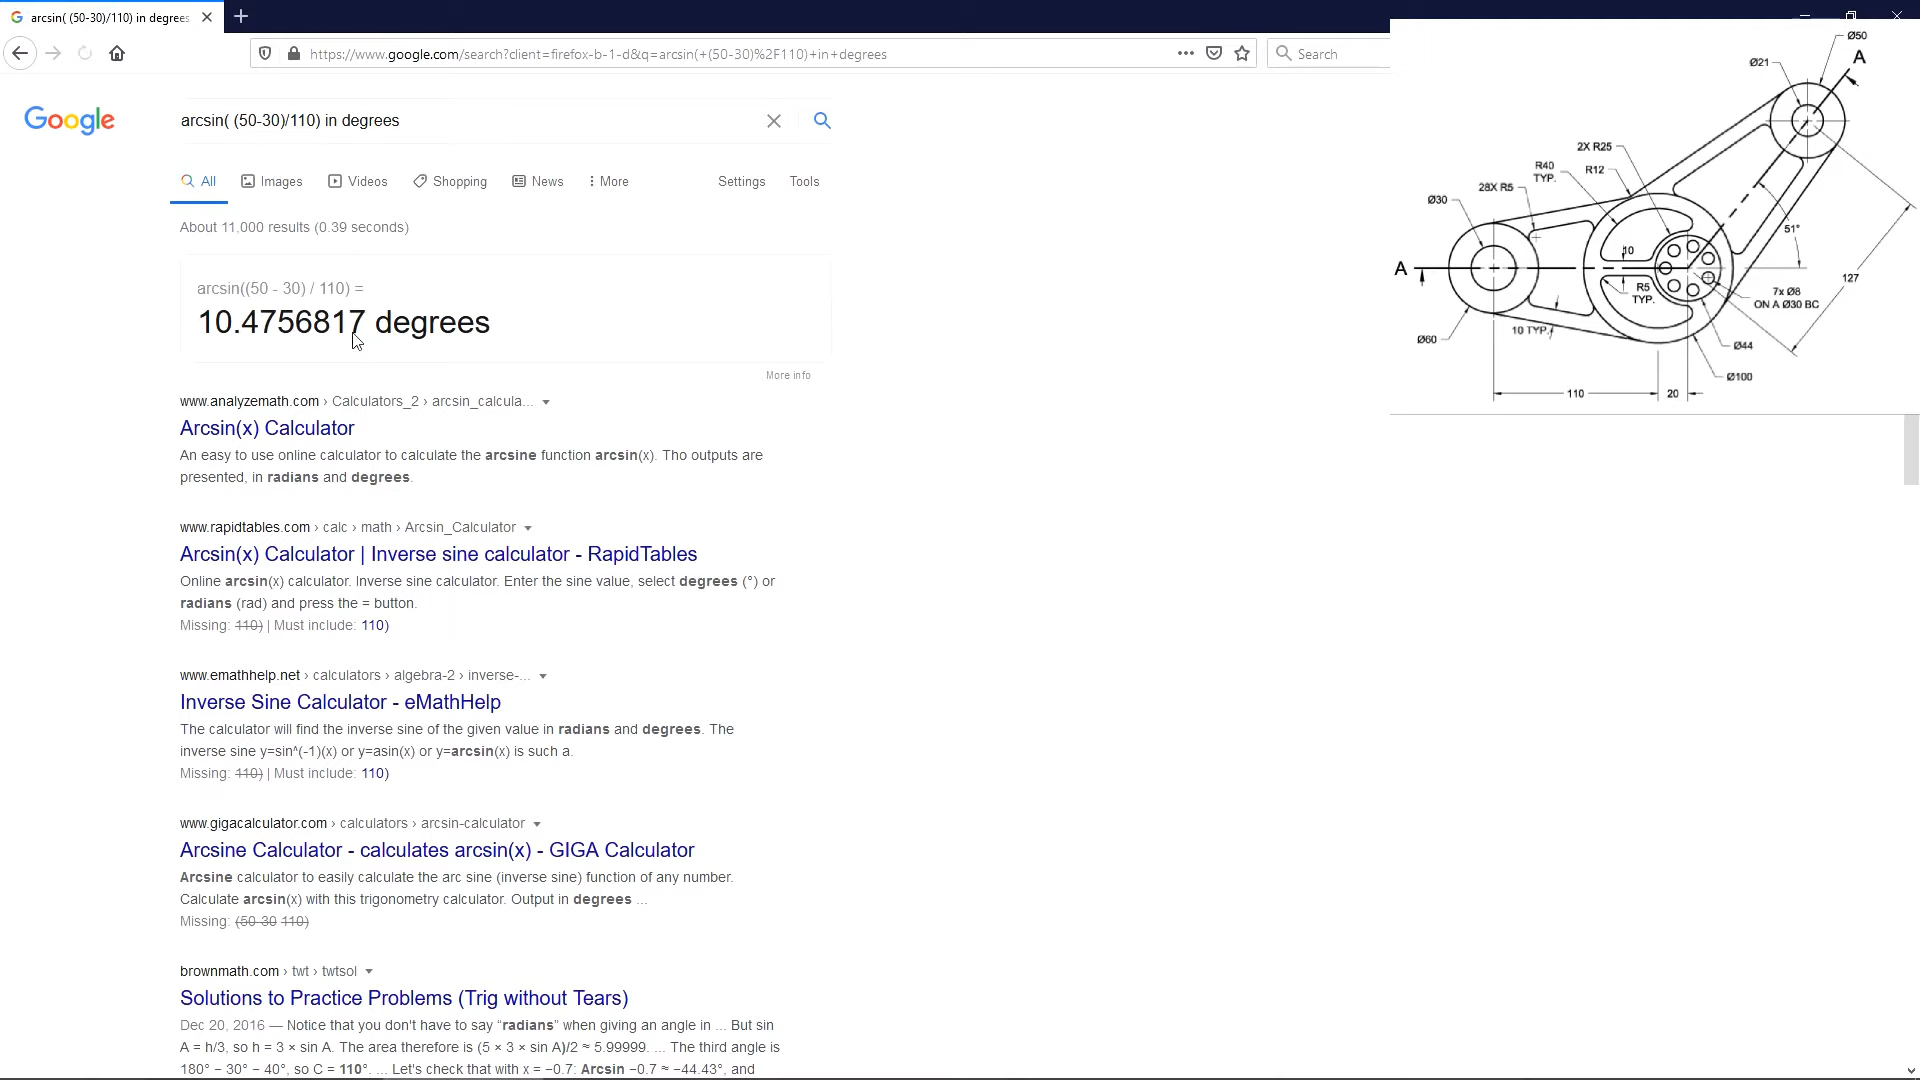 arcsin( (50-30)/110) in degrees
https://www.google.com/search?client=firefox-b-1-d&q=arcsin(+(50-30)%2F110)+in+degrees
Search
Google
arcsin( (50-30)/110) in degrees
All
Images
Videos
Shopping
News
More
Settings
Tools
About 11,000 results (0.39 seconds)
arcsin((50 - 30) / 110) =
10.4756817 degrees
More info
www.analyzemath.com › Calculators_2 › arcsin_calcula...
Arcsin(x) Calculator
An easy to use online calculator to calculate the arcsine function arcsin(x). Tho outputs are
presented, in radians and degrees.
www.rapidtables.com › calc › math › Arcsin_Calculator
Arcsin(x) Calculator | Inverse sine calculator - RapidTables
Online arcsin(x) calculator. Inverse sine calculator. Enter the sine value, select degrees (°) or
radians (rad) and press the = button.
Missing: 110) | Must include: 110)
www.emathhelp.net › calculators › algebra-2 › inverse-...
Inverse Sine Calculator - eMathHelp
The calculator will find the inverse sine of the given value in radians and degrees. The
inverse sine y=sin^(-1)(x) or y=asin(x) or y=arcsin(x) is such a.
Missing: 110) | Must include: 110)
www.gigacalculator.com › calculators › arcsin-calculator
Arcsine Calculator - calculates arcsin(x) - GIGA Calculator
Arcsine calculator to easily calculate the arc sine (inverse sine) function of any number.
Calculate arcsin(x) with this trigonometry calculator. Output in degrees ...
Missing: (50-30 110)
brownmath.com › twt › twtsol
Solutions to Practice Problems (Trig without Tears)
Dec 20, 2016 — Notice that you don't have to say “radians” when giving an angle in ... But sin
A = h/3, so h = 3 × sin A. The area therefore is (5 × 3 × sin A)/2 ≈ 5.99999. ... The third angle is
180° − 30° − 40°, so C = 110°. ... Let's check that with x = −0.7: Arcsin −0.7 ≈ −44.43°, and
Ø50
A
Ø21
2X R25
R40
TYP.
R12
28X R5
Ø30
51°
10
A
127
R5
TYP.
7x Ø8
ON A Ø30 BC
10 TYP.
Ø60
Ø44
Ø100
110
20